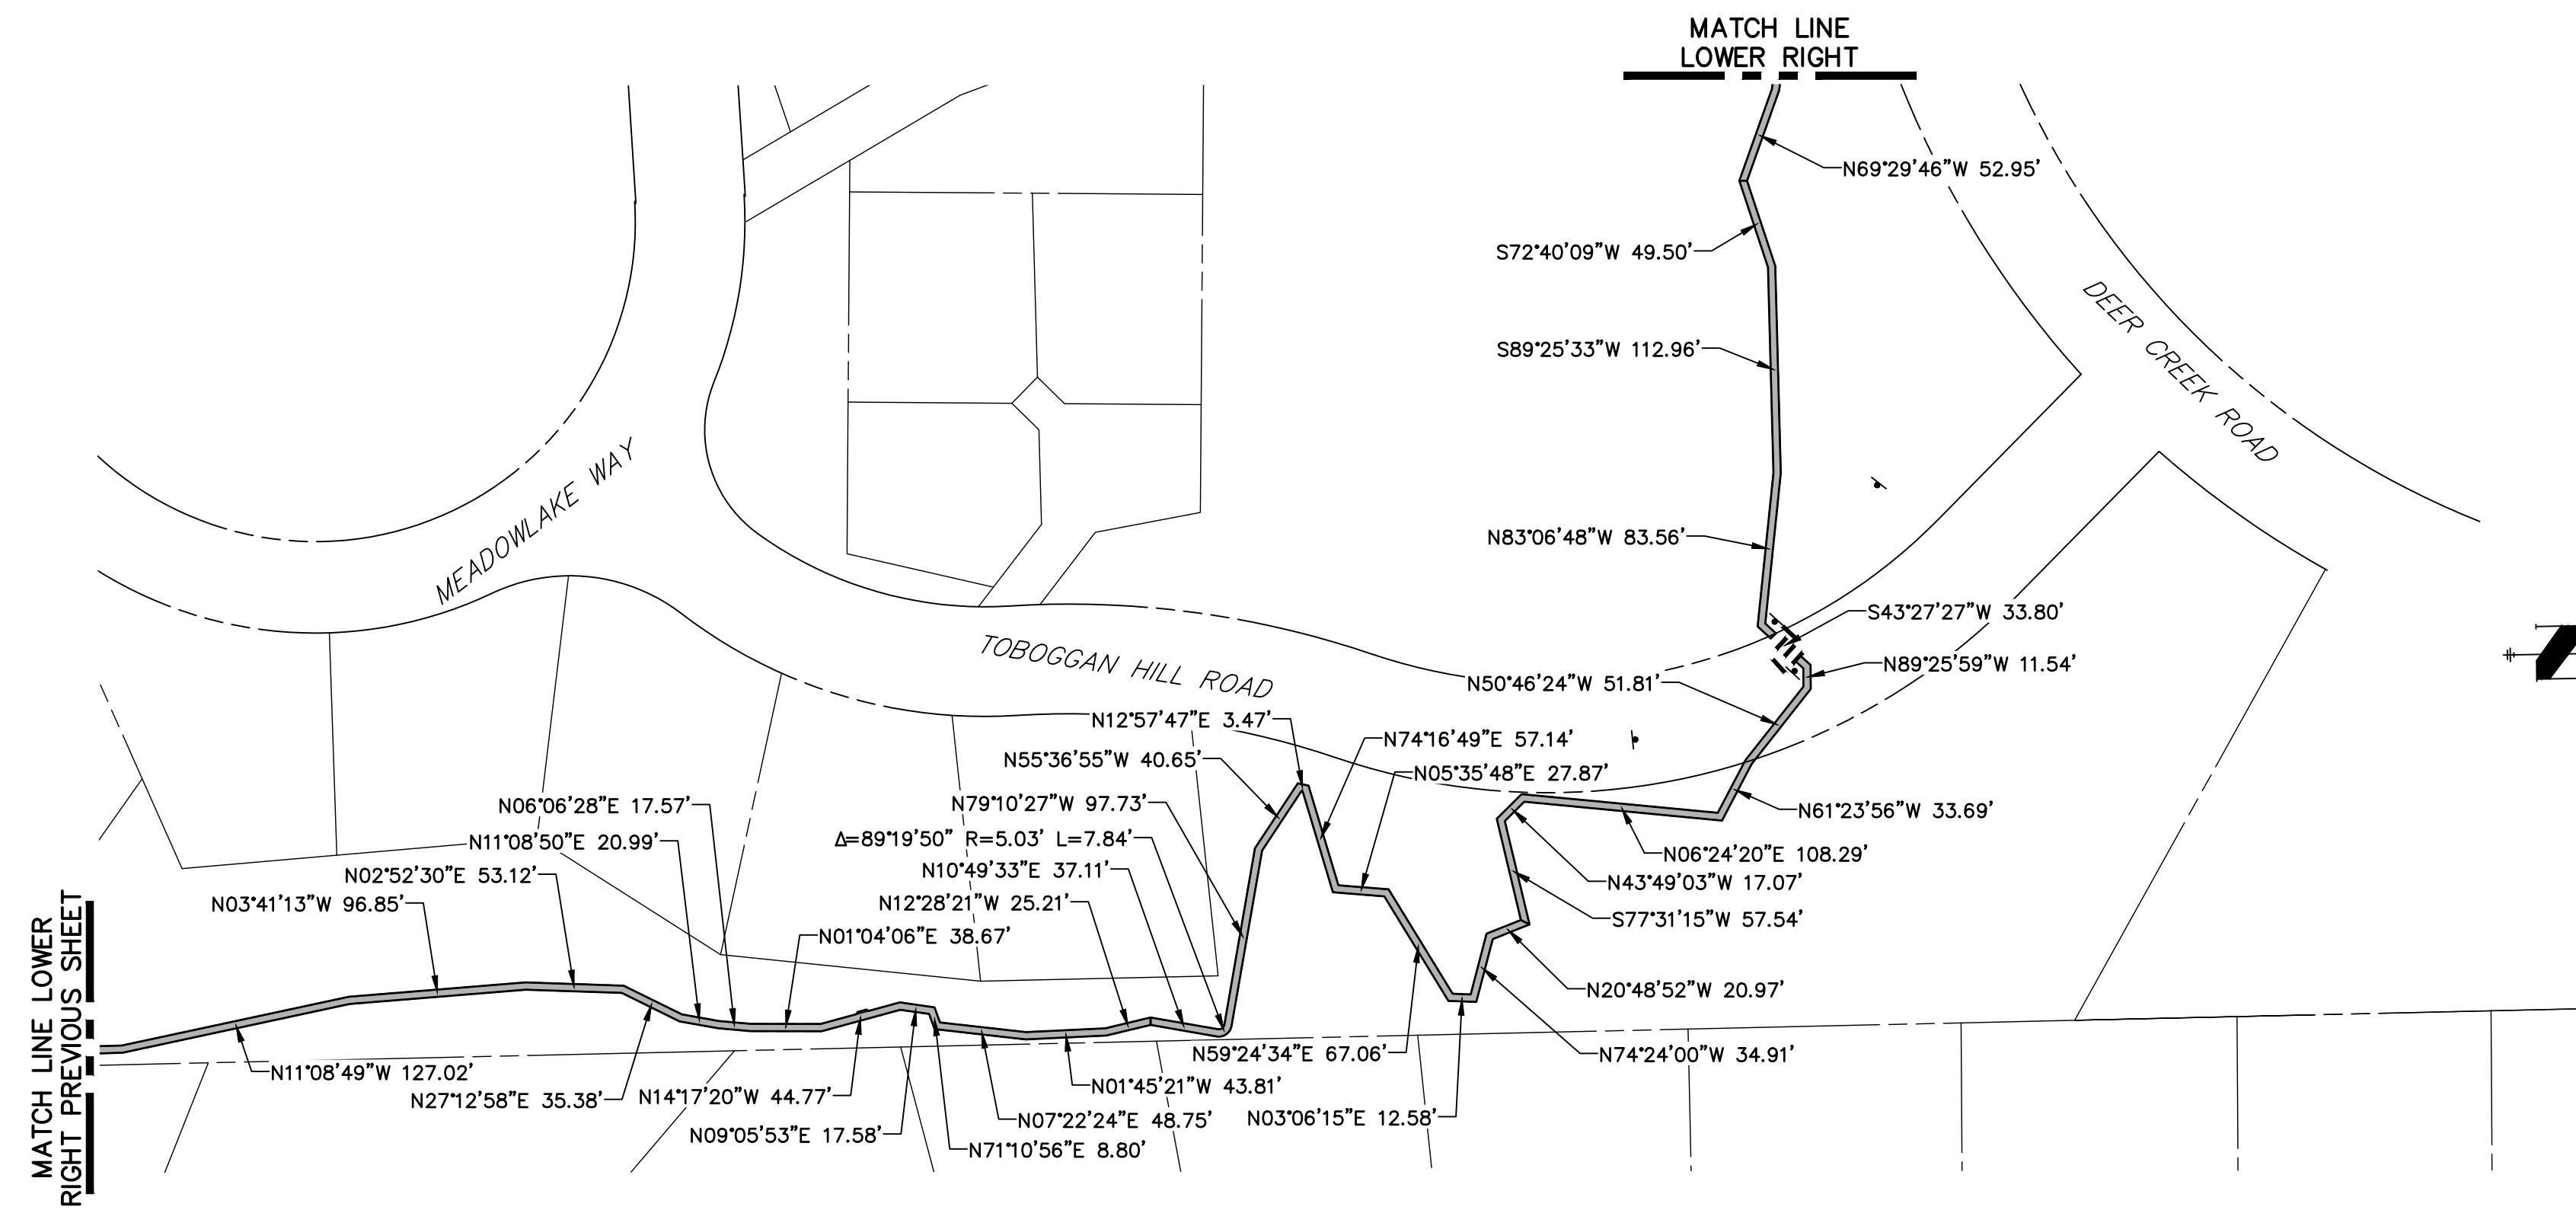 MATCH LINE
LOWER RIGHT
N69°29'46"W 52.95'
S72°40'09"W 49.50'
DEER CREEK ROAD
S89°25'33"W 112.96'
MEADOWLAKE WAY
N83°06'48"W 83.56'
S43°27'27"W 33.80'
TOBOGGAN HILL ROAD
N89°25'59"W 11.54'
N50°46'24"W 51.81'
N12°57'47"E 3.47'
N74°16'49"E 57.14'
N55°36'55"W 40.65'
N05°35'48"E 27.87'
N06°06'28"E 17.57'
N79°10'27"W 97.73'
N61°23'56"W 33.69'
N11°08'50"E 20.99'
Δ=89°19'50" R=5.03' L=7.84'
N06°24'20"E 108.29'
N02°52'30"E 53.12'
N10°49'33"E 37.11'
N43°49'03"W 17.07'
N03°41'13"W 96.85'
N12°28'21"W 25.21'
S77°31'15"W 57.54'
N01°04'06"E 38.67'
N20°48'52"W 20.97'
MATCH LINE LOWER
RIGHT PREVIOUS SHEET
N59°24'34"E 67.06'
N74°24'00"W 34.91'
N11°08'49"W 127.02'
N01°45'21"W 43.81'
N27°12'58"E 35.38'
N14°17'20"W 44.77'
N07°22'24"E 48.75'
N03°06'15"E 12.58'
N09°05'53"E 17.58'
N71°10'56"E 8.80'